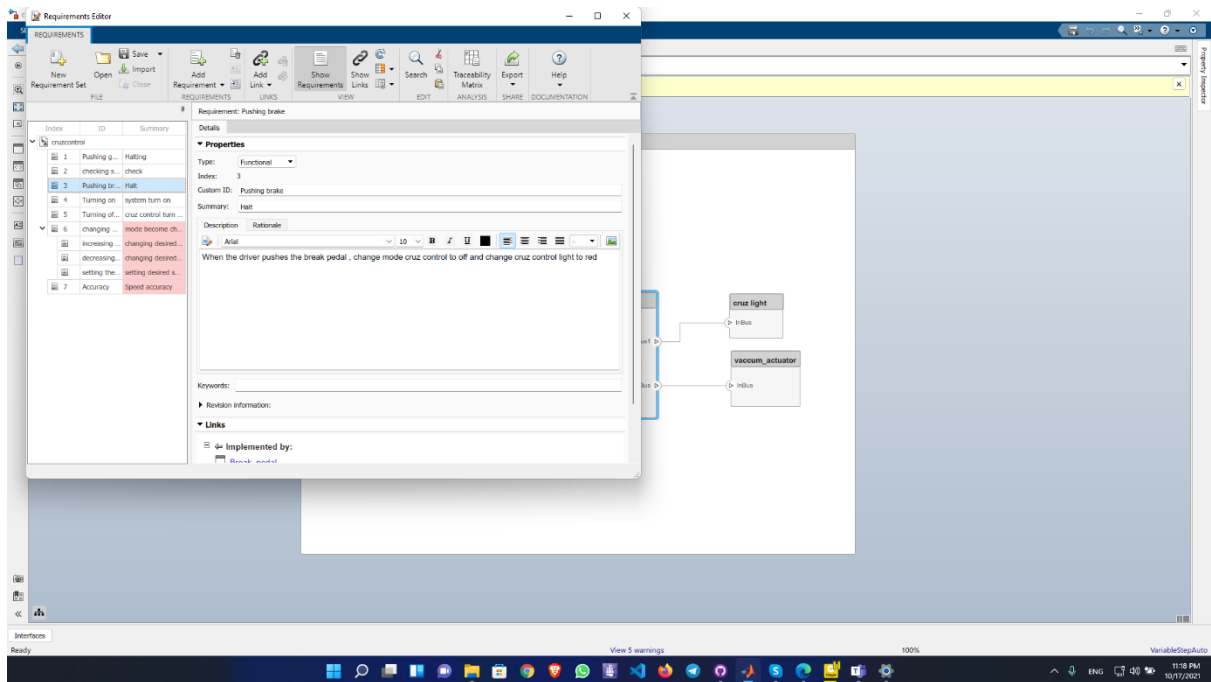 Requirements Editor
REQUIREMENTS
New Requirement Set
Open
Save
Import
Close
Add Requirement
Add Link
Show Requirements
Show Links
Search
Traceability Matrix
Export
Help
FILE
REQUIREMENTS
LINKS
VIEW
EDIT
ANALYSIS
SHARE
DOCUMENTATION
Index ID Summary
cruzcontrol
1 Pushing g... Halting
2 checking s... check
3 Pushing br... Halt
4 Turning on system turn on
5 Turning of... cruz control turn ...
6 changing ... mode become ch...
increasing ... changing desired...
decreasing... changing desired...
setting the... setting desired s...
7 Accuracy Speed accuracy
Requirement: Pushing brake
Details
Properties
Type: Functional
Index: 3
Custom ID: Pushing brake
Summary: Halt
Description Rationale
Arial 10 B I U
When the driver pushes the break pedal , change mode cruz control to off and change cruz control light to red
Keywords:
Revision information:
Links
Implemented by:
Break_pedal
cruz light
InBus
vaccum_actuator
InBus
Property Inspector
Interfaces
Ready
View 5 warnings
100%
VariableStepAuto
ENG
11:18 PM
10/17/2021